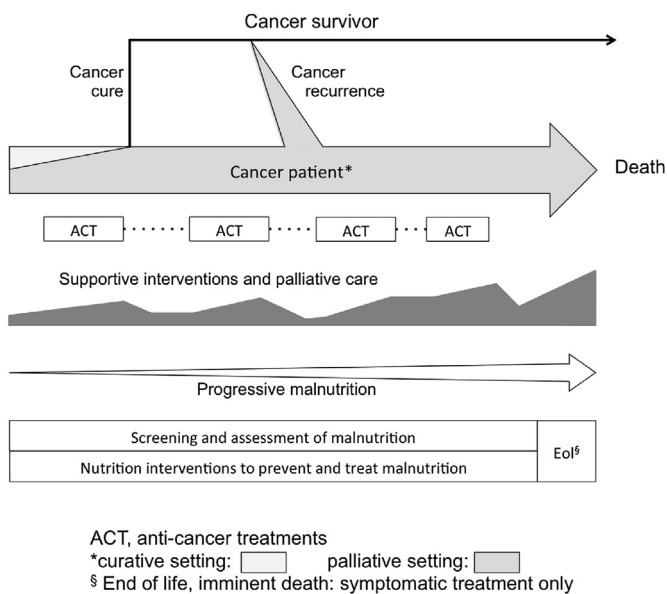 Cancer survivor
Cancer
cure
Cancer
recurrence
Cancer patient*
Death
ACT
ACT
ACT
ACT
Supportive interventions and palliative care
Progressive malnutrition
Screening and assessment of malnutrition
Nutrition interventions to prevent and treat malnutrition
Eol§
ACT, anti-cancer treatments
*curative setting:
palliative setting:
§ End of life, imminent death: symptomatic treatment only